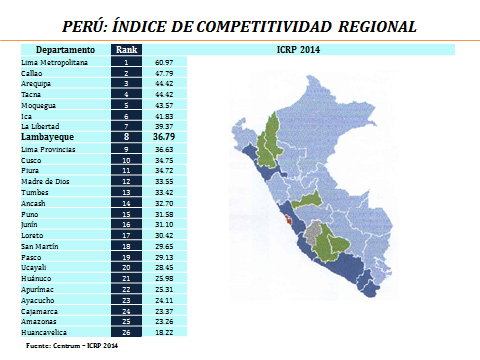 PERÚ: ÍNDICE DE COMPETITIVIDAD REGIONAL
Departamento Rank ICRP 2014
Lima Metropolitana 1 60.97
Callao 2 47.79
Arequipa 3 44.42
Tacna 4 44.42
Moquegua 5 43.57
Ica 6 41.83
La Libertad 7 39.37
Lambayeque 8 36.79
Lima Provincias 9 36.63
Cusco 10 34.75
Piura 11 34.72
Madre de Dios 12 33.55
Tumbes 13 33.42
Ancash 14 32.70
Puno 15 31.58
Junín 16 31.10
Loreto 17 30.42
San Martín 18 29.65
Pasco 19 29.13
Ucayali 20 28.45
Huánuco 21 25.98
Apurímac 22 25.31
Ayacucho 23 24.11
Cajamarca 24 23.37
Amazonas 25 23.26
Huancavelica 26 18.22
Fuente: Centrum – ICRP 2014